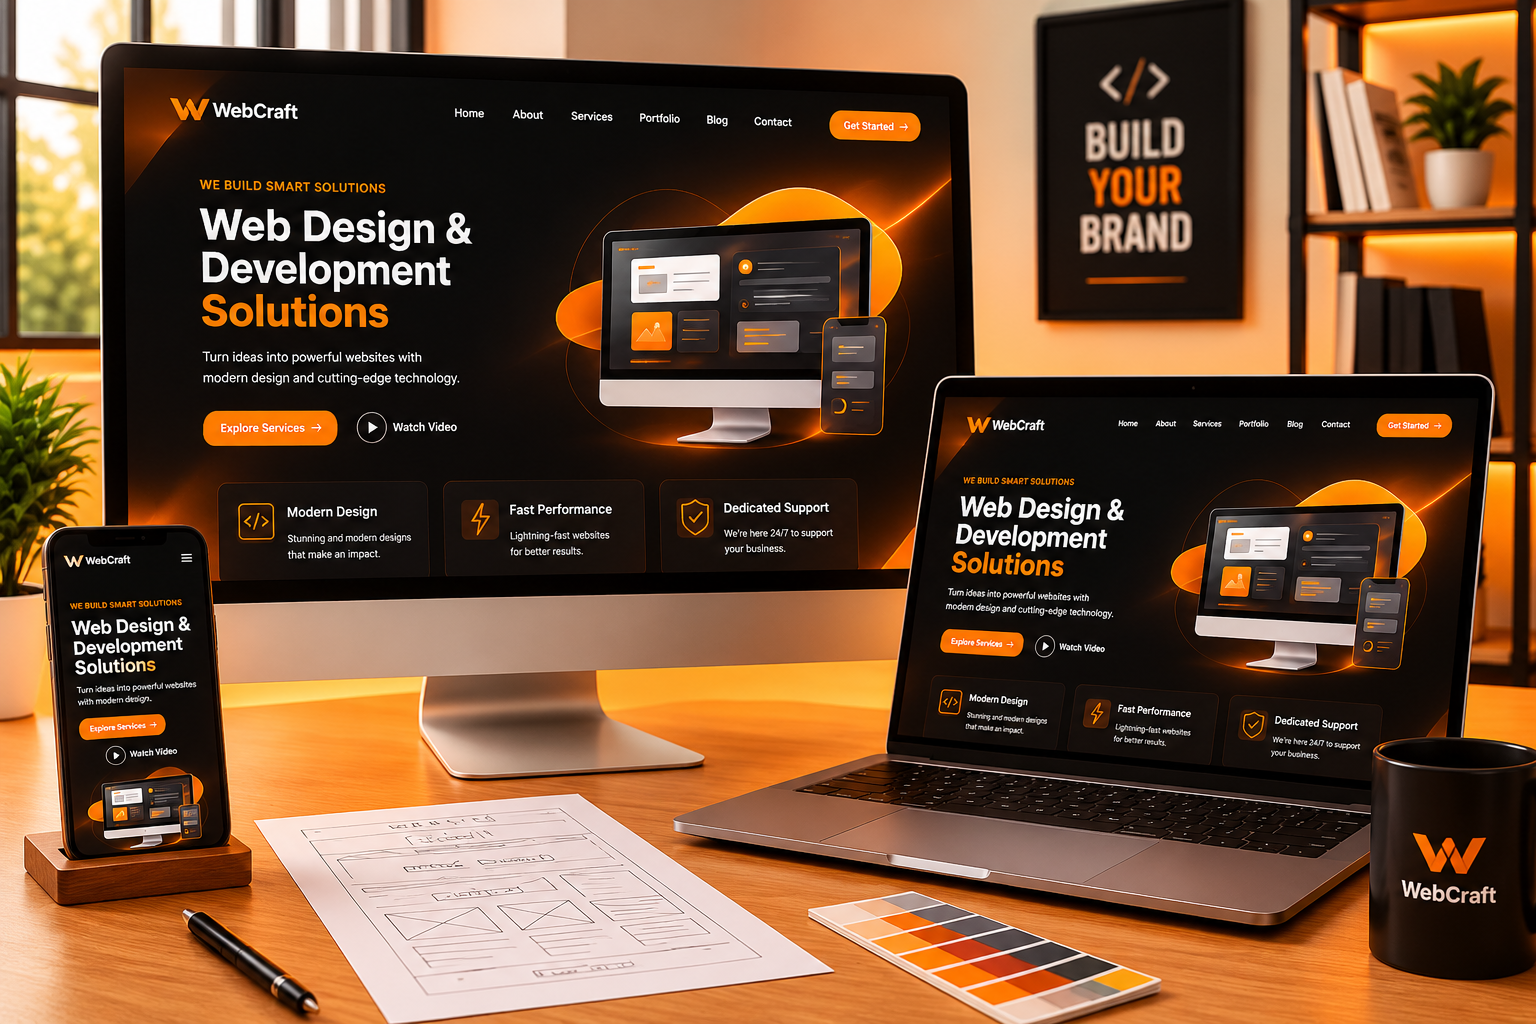 WebCraft
Home About Services Portfolio Blog Contact Get Started →
WE BUILD SMART SOLUTIONS
Web Design &
Development
Solutions
Turn ideas into powerful websites with
modern design and cutting-edge technology.
Explore Services → Watch Video
</> Modern Design
Stunning and modern designs
that make an impact.
Fast Performance
Lightning-fast websites
for better results.
Dedicated Support
We're here 24/7 to support
your business.
</>
BUILD
YOUR
BRAND
WebCraft
WE BUILD SMART SOLUTIONS
Web Design &
Development
Solutions
Turn ideas into powerful websites
with modern design.
Explore Services →
Watch Video
WebCraft
Home About Services Portfolio Blog Contact Get Started →
WE BUILD SMART SOLUTIONS
Web Design &
Development
Solutions
Turn ideas into powerful websites with
modern design and cutting-edge technology.
Explore Services → Watch Video
</> Modern Design
Stunning and modern designs
that make an impact.
Fast Performance
Lightning-fast websites
for better results.
Dedicated Support
We're here 24/7 to support
your business.
WebCraft